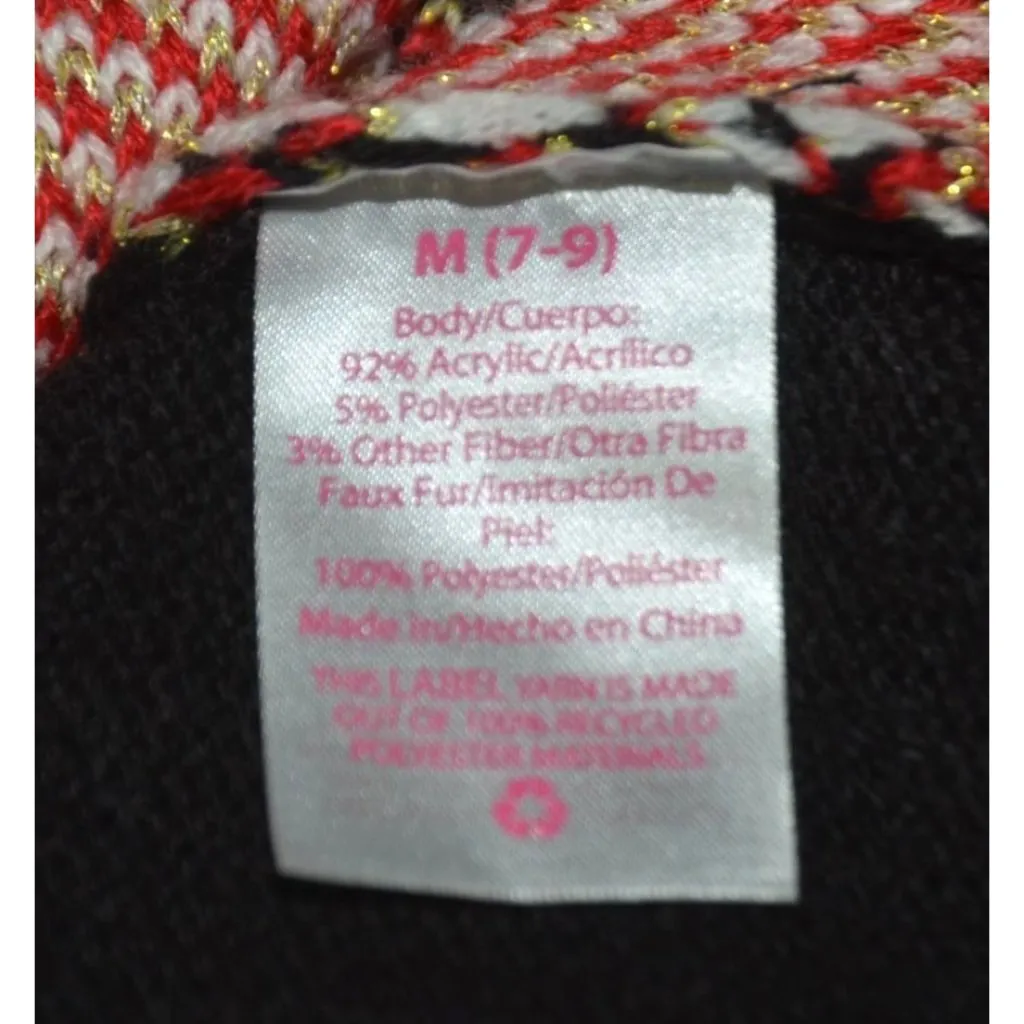 M (7-9)
Body/Cuerpo:
92% Acrylic/Acrílico
5% Polyester/Poliéster
3% Other Fiber/Otra Fibra
Faux Fur/Imitación De
Piel:
100% Polyester/Poliéster
Made in/Hecho en China
THIS LABEL YARN IS MADE
OUT OF 100% RECYCLED
POLYESTER MATERIALS